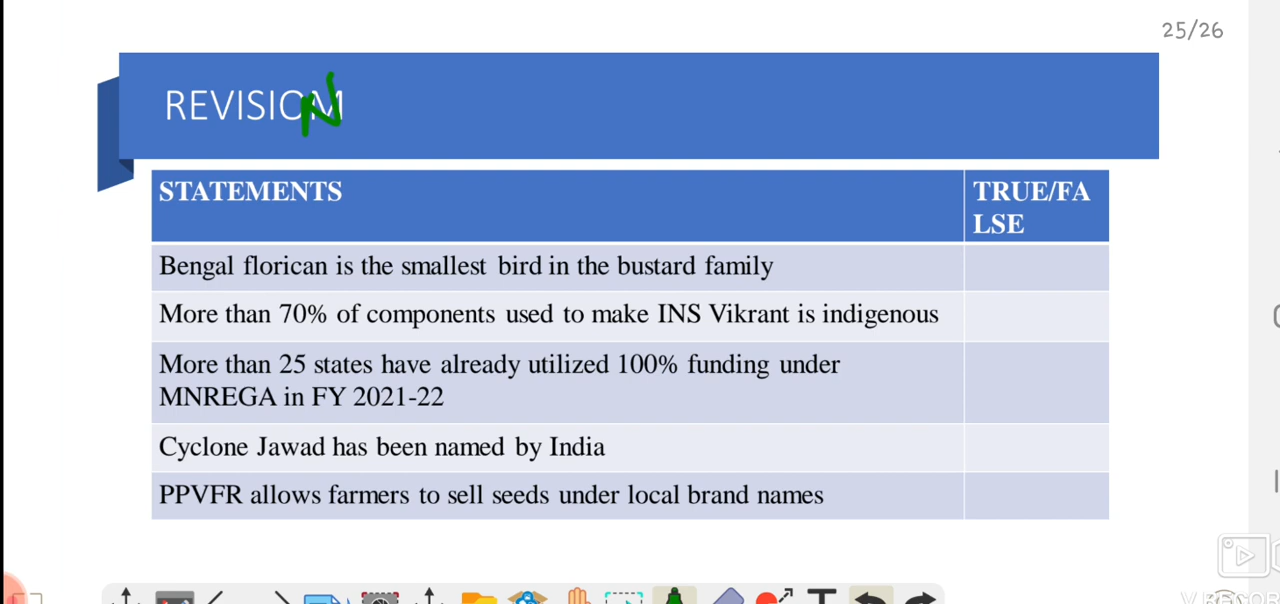 25/26
REVISION
STATEMENTS
TRUE/FA
LSE
Bengal florican is the smallest bird in the bustard family
More than 70% of components used to make INS Vikrant is indigenous
More than 25 states have already utilized 100% funding under
MNREGA in FY 2021-22
Cyclone Jawad has been named by India
PPVFR allows farmers to sell seeds under local brand names